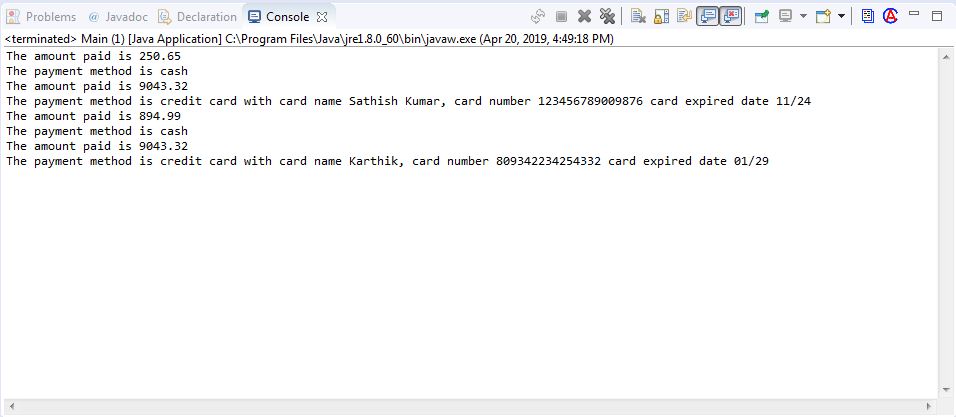 Problems @ Javadoc Declaration Console
<terminated> Main (1) [Java Application] C:\Program Files\Java\jre1.8.0_60\bin\javaw.exe (Apr 20, 2019, 4:49:18 PM)
The amount paid is 250.65
The payment method is cash
The amount paid is 9043.32
The payment method is credit card with card name Sathish Kumar, card number 123456789009876 card expired date 11/24
The amount paid is 894.99
The payment method is cash
The amount paid is 9043.32
The payment method is credit card with card name Karthik, card number 809342234254332 card expired date 01/29